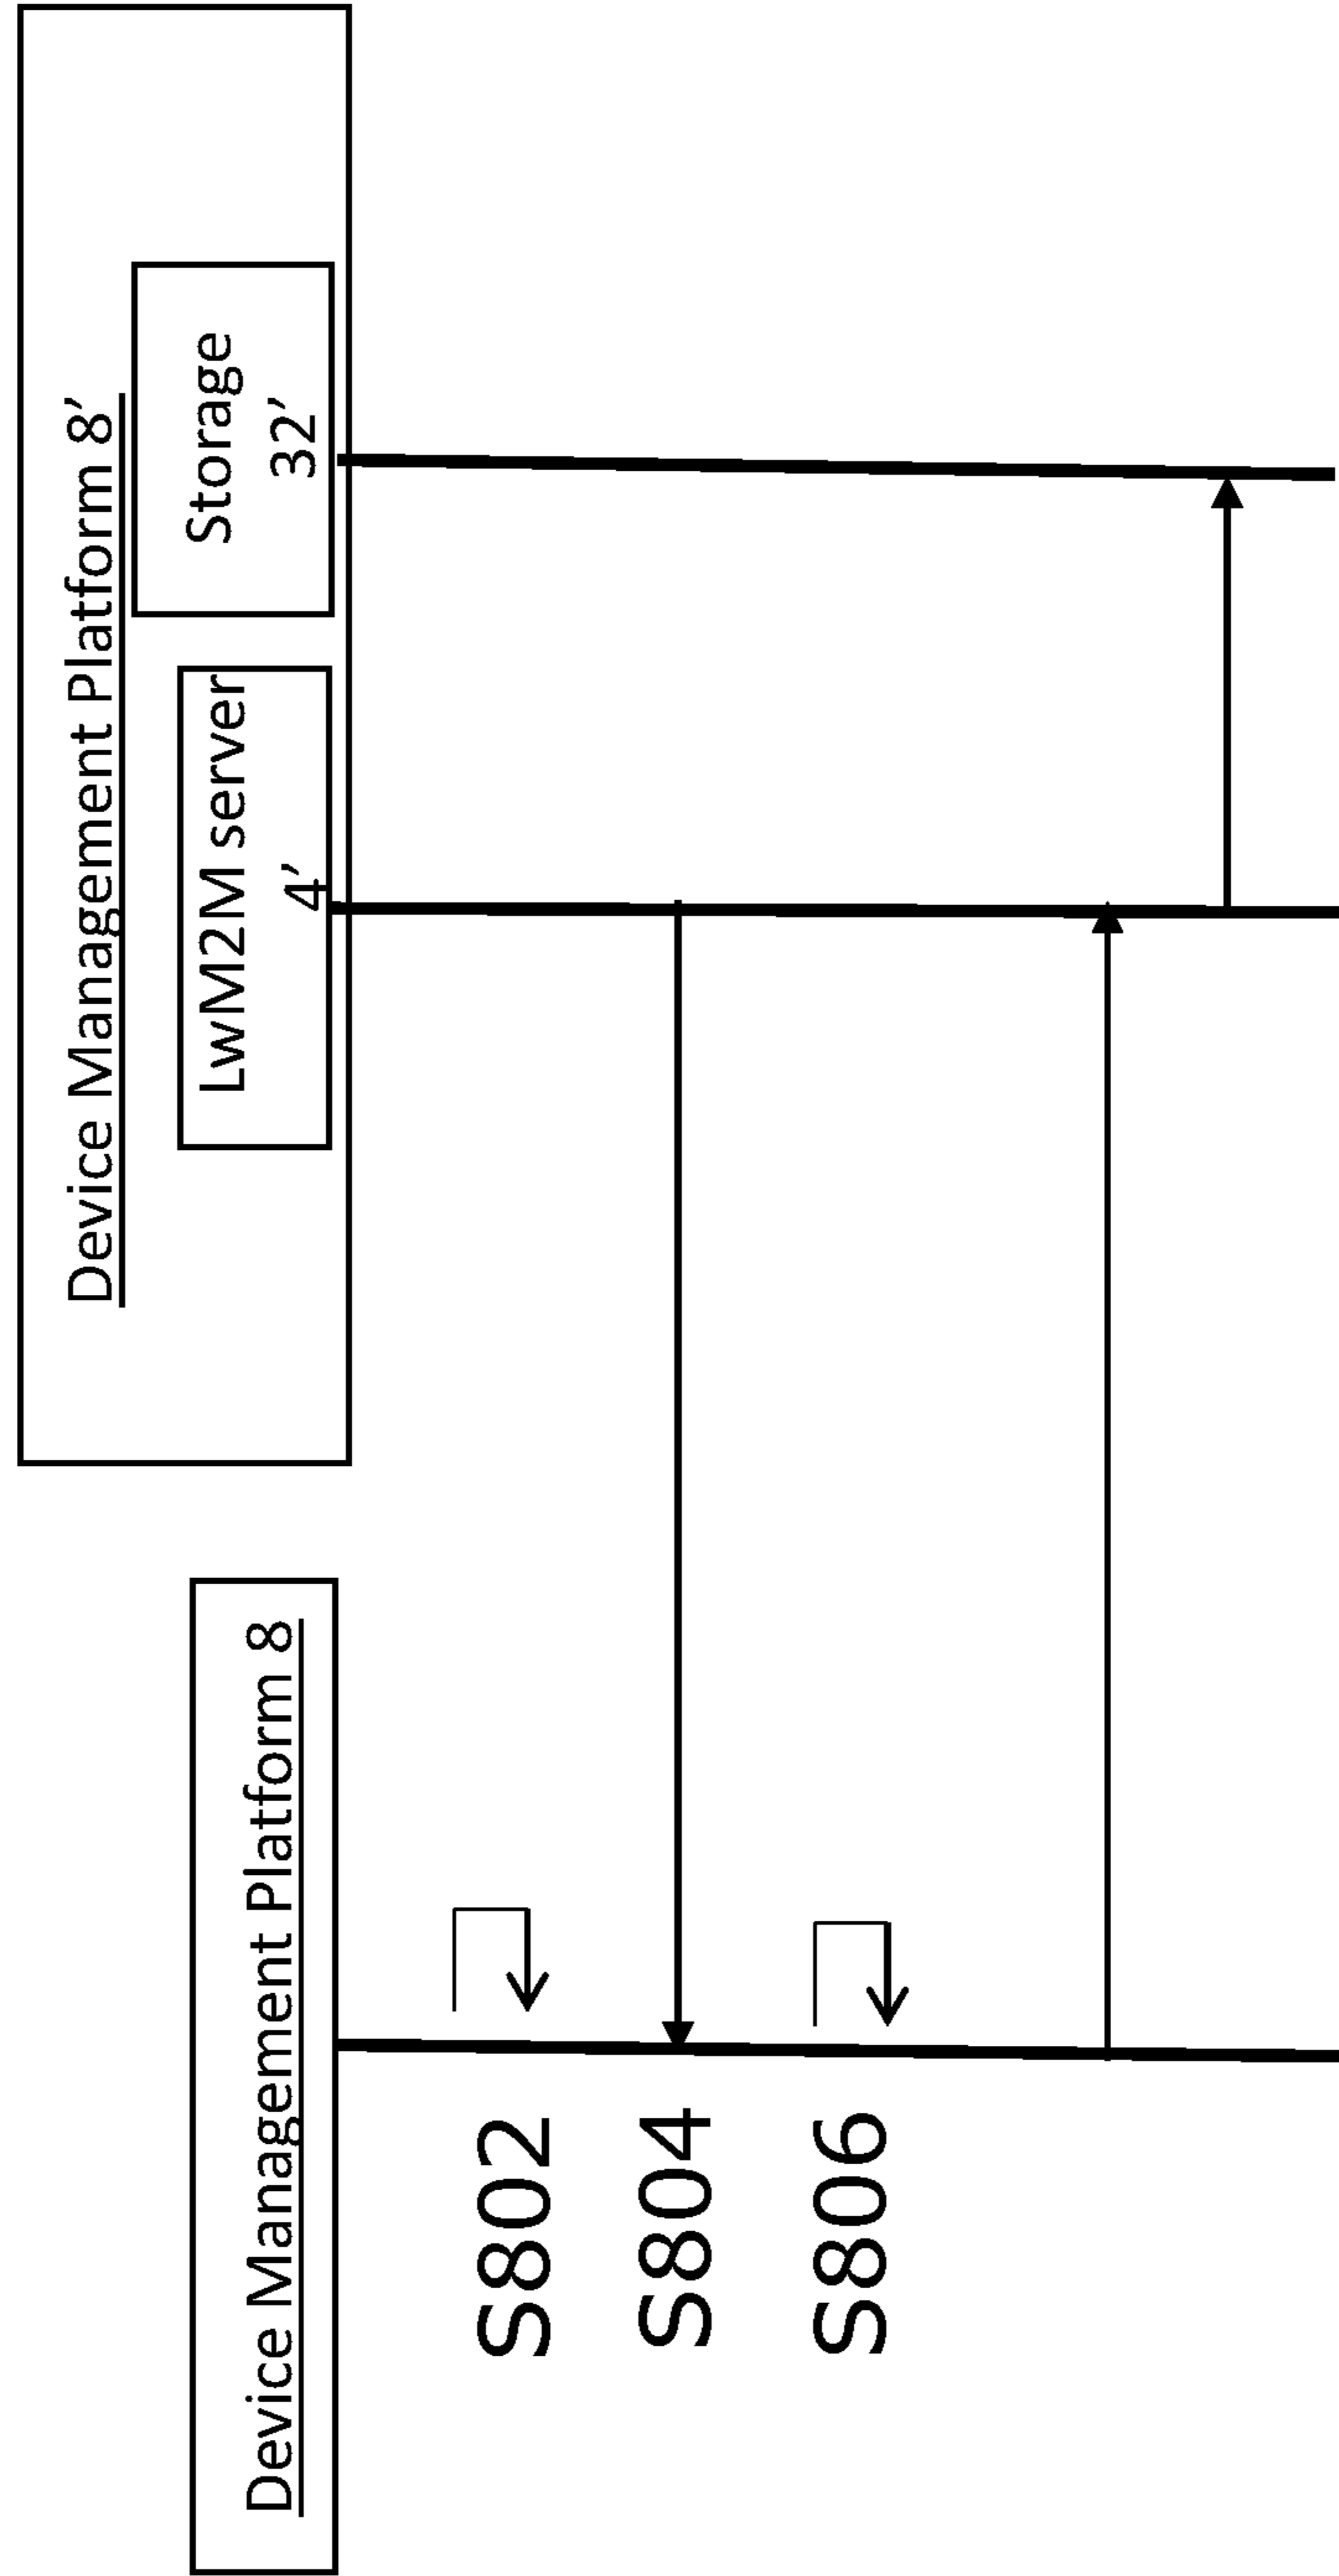 Device Management Platform 8
Device Management Platform 8’
LwM2M server
4’
Storage
32’
S802
S804
S806